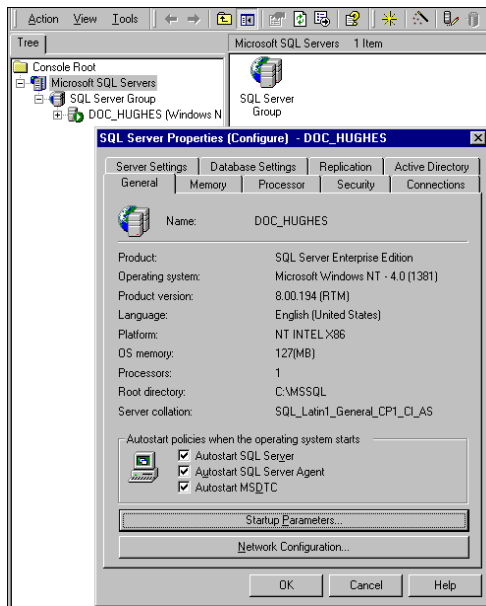 Action View Tools
Tree
Microsoft SQL Servers 1 Item
Console Root
Microsoft SQL Servers
SQL Server Group
DOC_HUGHES (Windows N
SQL Server
Group
SQL Server Properties (Configure) - DOC_HUGHES
Server Settings Database Settings Replication Active Directory
General Memory Processor Security Connections
Name: DOC_HUGHES
Product: SQL Server Enterprise Edition
Operating system: Microsoft Windows NT - 4.0 (1381)
Product version: 8.00.194 (RTM)
Language: English (United States)
Platform: NT INTEL X86
OS memory: 127(MB)
Processors: 1
Root directory: C:\MSSQL
Server collation: SQL_Latin1_General_CP1_CI_AS
Autostart policies when the operating system starts
Autostart SQL Server
Autostart SQL Server Agent
Autostart MSDTC
Startup Parameters...
Network Configuration...
OK Cancel Help